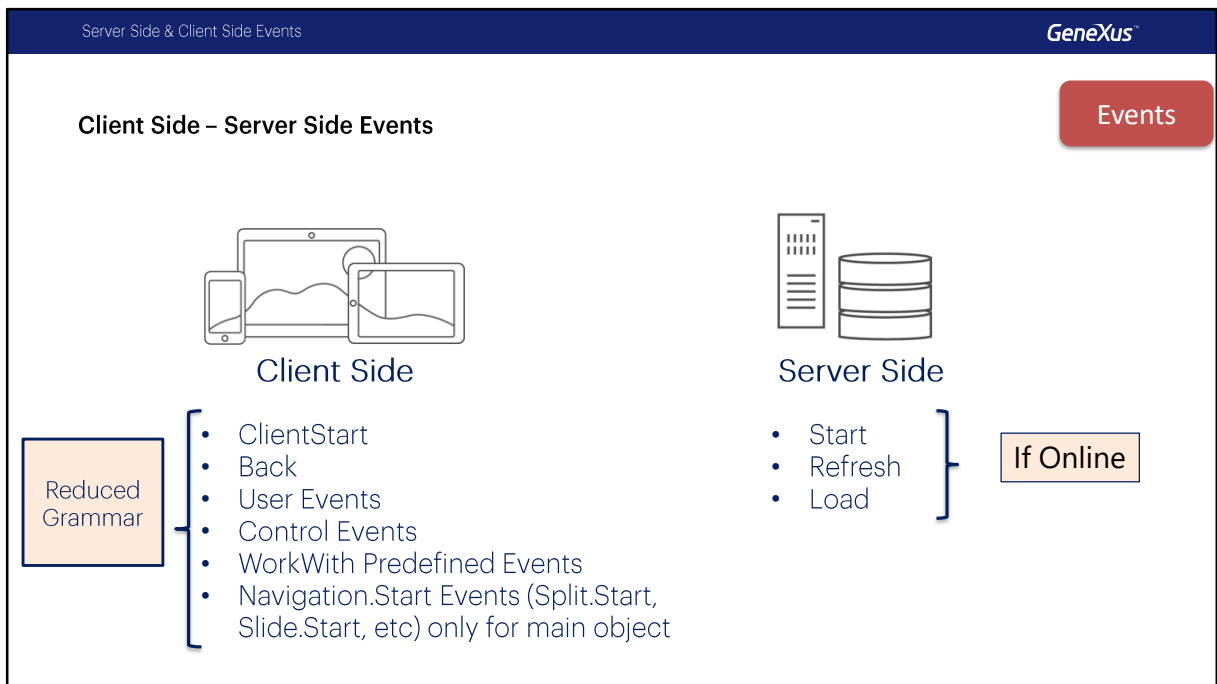 Server Side & Client Side Events
GeneXus™
Events
Client Side – Server Side Events
Client Side
Server Side
Reduced
Grammar
• ClientStart
• Back
• User Events
• Control Events
• WorkWith Predefined Events
• Navigation.Start Events (Split.Start,
Slide.Start, etc) only for main object
• Start
• Refresh
• Load
If Online